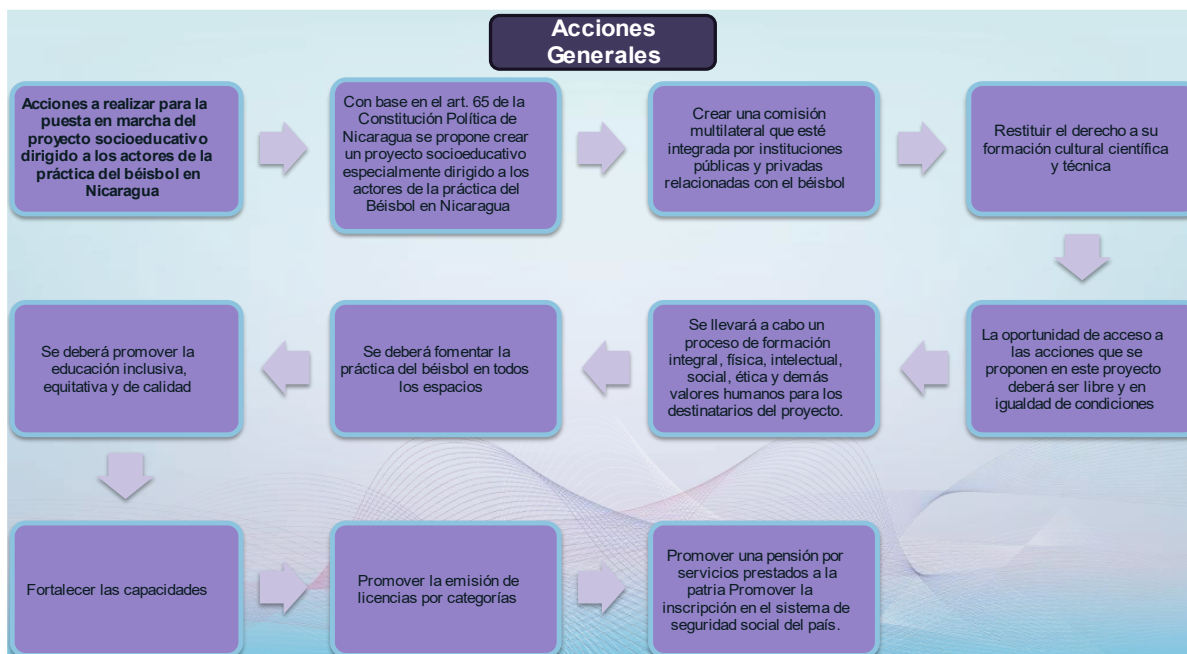 Acciones
Generales
Acciones a realizar para la
puesta en marcha del
proyecto socioeducativo
dirigido a los actores de la
práctica del béisbol en
Nicaragua
Con base en el art. 65 de la
Constitución Política de
Nicaragua se propone crear
un proyecto socioeducativo
especialmente dirigido a los
actores de la práctica del
Béisbol en Nicaragua
Crear una comisión
multilateral que esté
integrada por instituciones
públicas y privadas
relacionadas con el béisbol
Restituir el derecho a su
formación cultural científica
y técnica
La oportunidad de acceso a
las acciones que se
proponen en este proyecto
deberá ser libre y en
igualdad de condiciones
Se llevará a cabo un
proceso de formación
integral, física, intelectual,
social, ética y demás
valores humanos para los
destinatarios del proyecto.
Se deberá fomentar la
práctica del béisbol en todos
los espacios
Se deberá promover la
educación inclusiva,
equitativa y de calidad
Fortalecer las capacidades
Promover la emisión de
licencias por categorías
Promover una pensión por
servicios prestados a la
patria Promover la
inscripción en el sistema de
seguridad social del país.